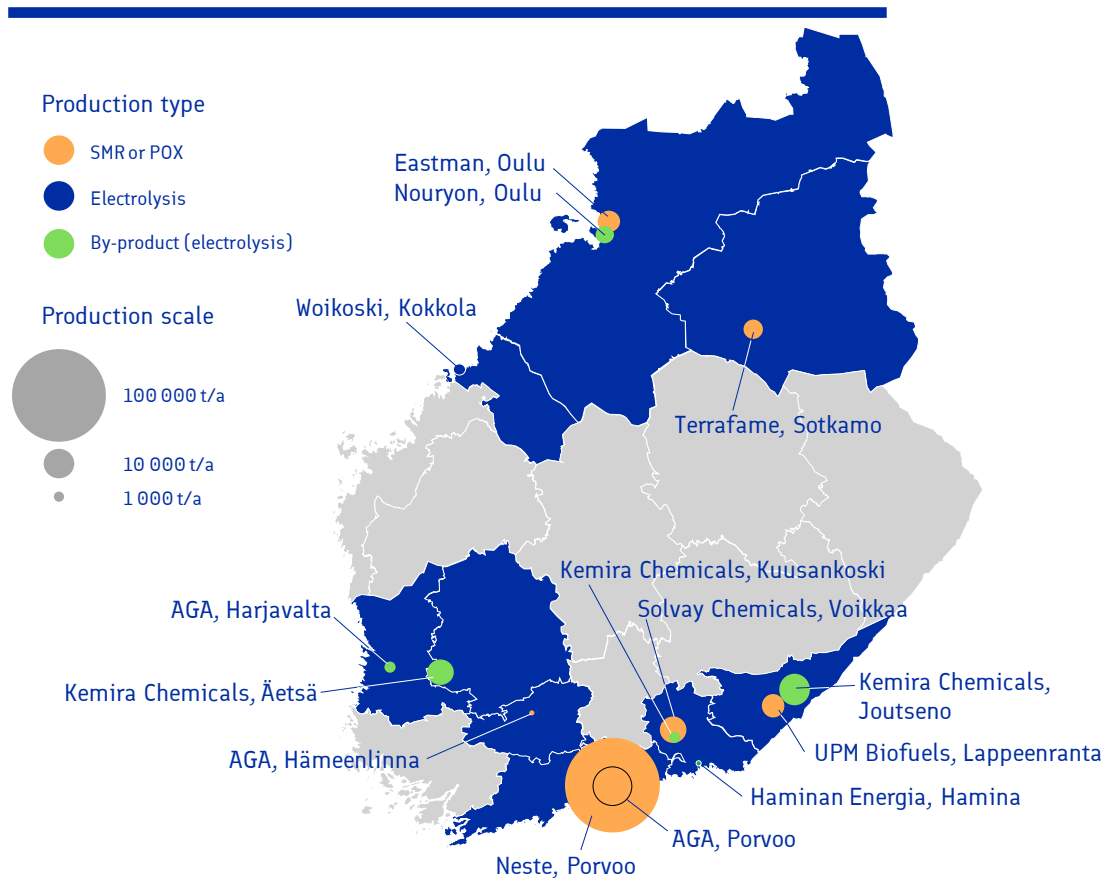 Production type
SMR or POX
Electrolysis
By-product (electrolysis)
Production scale
100 000 t/a
10 000 t/a
1 000 t/a
Eastman, Oulu
Nouryon, Oulu
Woikoski, Kokkola
Terrafame, Sotkamo
Kemira Chemicals, Kuusankoski
Solvay Chemicals, Voikkaa
AGA, Harjavalta
Kemira Chemicals, Äetsä
AGA, Hämeenlinna
Kemira Chemicals,
Joutseno
UPM Biofuels, Lappeenranta
Haminan Energia, Hamina
AGA, Porvoo
Neste, Porvoo